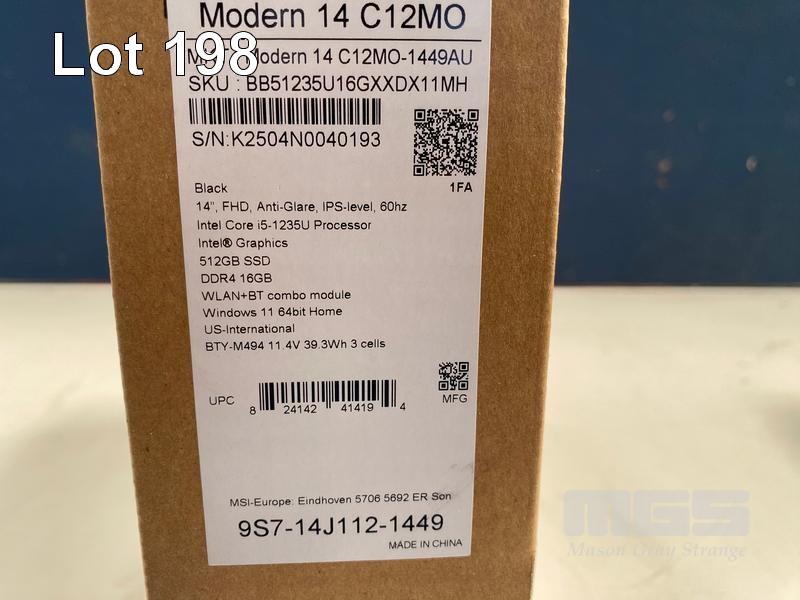 Modern 14 C12MO
Lot 198
Modern 14 C12MO-1449AU
SKU : BB51235U16GXXDX11MH
S/N:K2504N0040193
1FA
Black
14", FHD, Anti-Glare, IPS-level, 60hz
Intel Core i5-1235U Processor
Intel® Graphics
512GB SSD
DDR4 16GB
WLAN+BT combo module
Windows 11 64bit Home
US-International
BTY-M494 11.4V 39.3Wh 3 cells
UPC
8 24142 41419 4
MFG
MSI-Europe: Eindhoven 5706 5692 ER Son
9S7-14J112-1449
MADE IN CHINA
MGS
Mason Gray Strange